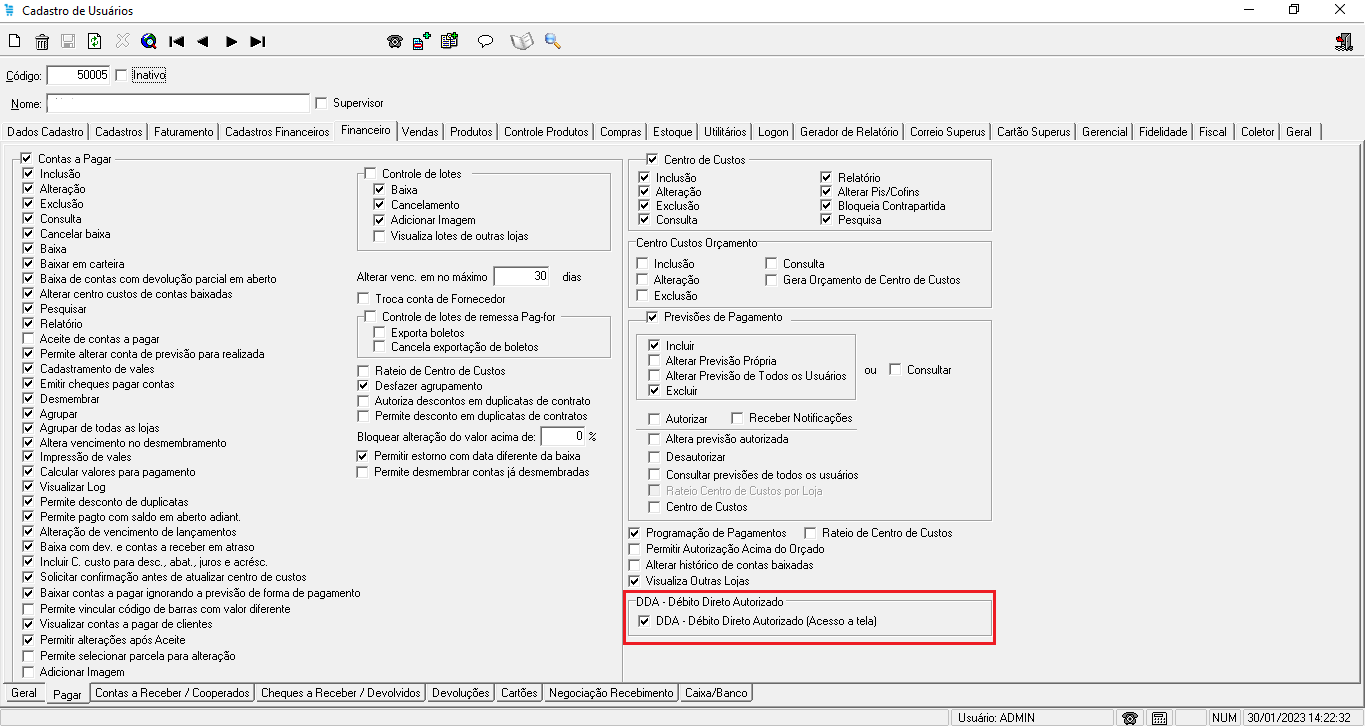 Cadastro de Usuários
Código: 50005 Inativo
Nome: Supervisor
Dados Cadastro Cadastros Faturamento Cadastros Financeiros Financeiro Vendas Produtos Controle Produtos Compras Estoque Utilitários Logon Gerador de Relatório Correio Superus Cartão Superus Gerencial Fidelidade Fiscal Coletor Geral
Contas a Pagar
Inclusão
Alteração
Exclusão
Consulta
Cancelar baixa
Baixa
Baixar em carteira
Baixa de contas com devolução parcial em aberto
Alterar centro custos de contas baixadas
Pesquisar
Relatório
Aceite de contas a pagar
Permite alterar conta de previsão para realizada
Cadastramento de vales
Emitir cheques pagar contas
Desmembrar
Agrupar
Agrupar de todas as lojas
Altera vencimento no desmembramento
Impressão de vales
Calcular valores para pagamento
Visualizar Log
Permite desconto de duplicatas
Permite pagto com saldo em aberto adiant.
Alteração de vencimento de lançamentos
Baixa com dev. e contas a receber em atraso
Incluir C. custo para desc., abat., juros e acrésc.
Solicitar confirmação antes de atualizar centro de custos
Baixar contas a pagar ignorando a previsão de forma de pagamento
Permite vincular código de barras com valor diferente
Visualizar contas a pagar de clientes
Permitir alterações após Aceite
Permite selecionar parcela para alteração
Adicionar Imagem
Controle de lotes
Baixa
Cancelamento
Adicionar Imagem
Visualiza lotes de outras lojas
Alterar venc. em no máximo 30 dias
Troca conta de Fornecedor
Controle de lotes de remessa Pag-for
Exporta boletos
Cancela exportação de boletos
Rateio de Centro de Custos
Desfazer agrupamento
Autoriza descontos em duplicatas de contrato
Permite desconto em duplicatas de contratos
Bloquear alteração do valor acima de: 0 %
Permitir estorno com data diferente da baixa
Permite desmembrar contas já desmembradas
Centro de Custos
Inclusão Relatório
Alteração Alterar Pis/Cofins
Exclusão Bloqueia Contrapartida
Consulta Pesquisa
Centro Custos Orçamento
Inclusão Consulta
Alteração Gera Orçamento de Centro de Custos
Exclusão
Previsões de Pagamento
Incluir
Alterar Previsão Própria
Alterar Previsão de Todos os Usuários
Excluir
ou Consultar
Autorizar Receber Notificações
Altera previsão autorizada
Desautorizar
Consultar previsões de todos os usuários
Rateio Centro de Custos por Loja
Centro de Custos
Programação de Pagamentos Rateio de Centro de Custos
Permitir Autorização Acima do Orçado
Alterar histórico de contas baixadas
Visualiza Outras Lojas
DDA - Débito Direto Autorizado
DDA - Débito Direto Autorizado (Acesso a tela)
Geral Pagar Contas a Receber / Cooperados Cheques a Receber / Devolvidos Devoluções Cartões Negociação Recebimento Caixa/Banco
Usuário: ADMIN NUM 30/01/2023 14:22:32